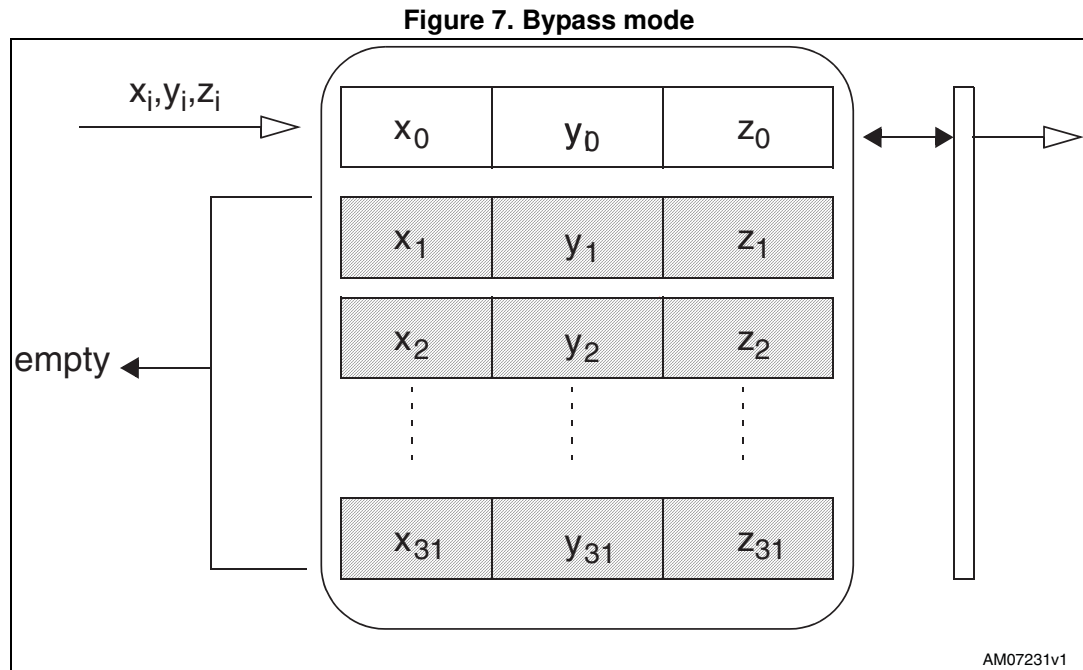 Figure 7. Bypass mode
xi,yi,zi
x0 y0 z0
x1 y1 z1
x2 y2 z2
empty
x31 y31 z31
AM07231v1